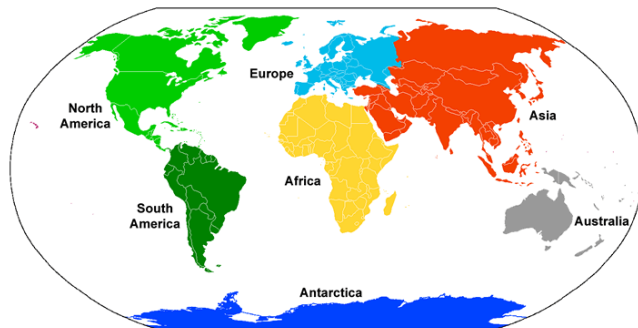 Europe
North
America
Asia
Africa
South
America
Australia
Antarctica